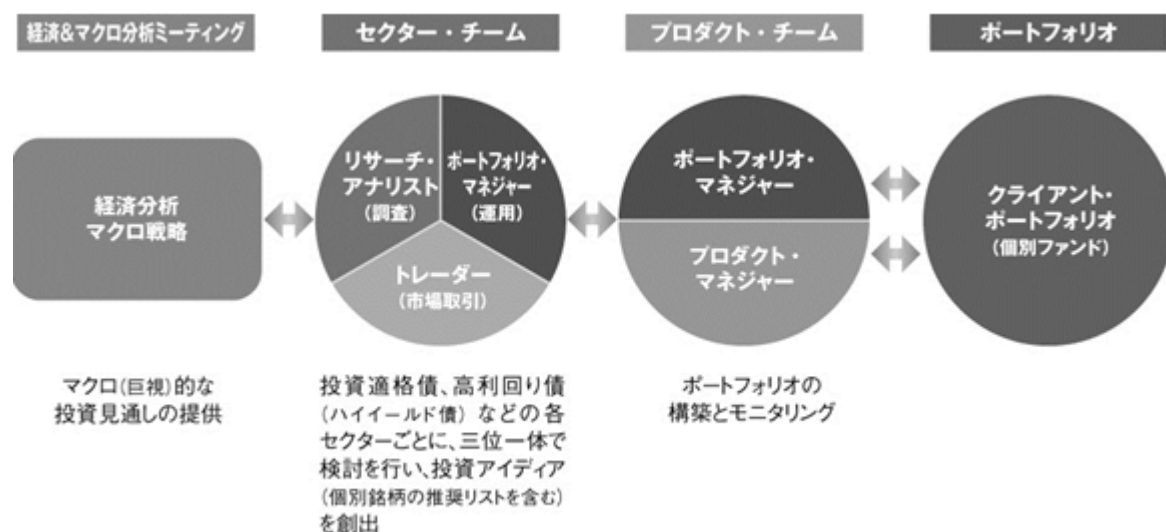 経済&マクロ分析ミーティング
セクター・チーム
プロダクト・チーム
ポートフォリオ
経済分析
マクロ戦略
リサーチ・
アナリスト
(調査)
ポートフォリオ・
マネジャー
(運用)
トレーダー
(市場取引)
ポートフォリオ・
マネジャー
プロダクト・
マネジャー
クライアント・
ポートフォリオ
(個別ファンド)
マクロ(巨視)的な
投資見通しの提供
投資適格債、高利回り債
(ハイイールド債)などの各
セクターごとに、三位一体で
検討を行い、投資アイディア
(個別銘柄の推奨リストを含む)
を創出
ポートフォリオの
構築とモニタリング